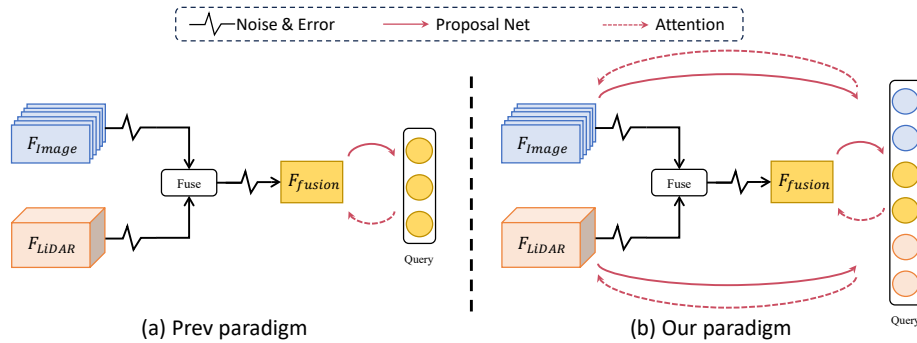 Noise & Error
Proposal Net
Attention
F_Image
Fuse
F_fusion
F_LiDAR
Query
(a) Prev paradigm
F_Image
Fuse
F_fusion
F_LiDAR
Query
(b) Our paradigm